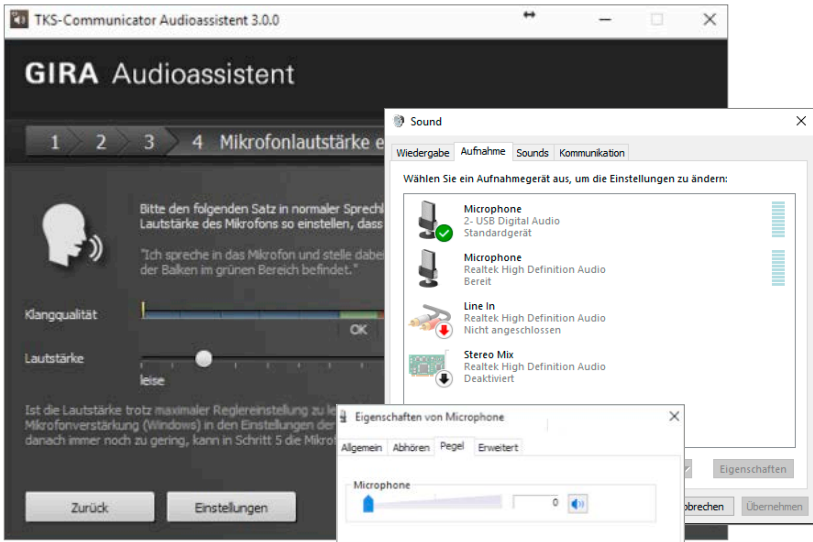 TKS-Communicator Audioassistent 3.0.0
GIRA Audioassistent
1 2 3 4 Mikrofonlautstärke e
Bitte den folgenden Satz in normaler Sprechl
Lautstärke des Mikrofons so einstellen, dass
"Ich spreche in das Mikrofon und stelle dabei
der Balken im grünen Bereich befindet."
Klangqualität
OK
Lautstärke
leise
Ist die Lautstärke trotz maximaler Reglereinstellung zu le
Mikrofonverstärkung (Windows) in den Einstellungen der
danach immer noch zu gering, kann in Schritt 5 die Mikro
Zurück
Einstellungen
Sound
Wiedergabe Aufnahme Sounds Kommunikation
Wählen Sie ein Aufnahmegerät aus, um die Einstellungen zu ändern:
Microphone
2- USB Digital Audio
Standardgerät
Microphone
Realtek High Definition Audio
Bereit
Line In
Realtek High Definition Audio
Nicht angeschlossen
Stereo Mix
Realtek High Definition Audio
Deaktiviert
Eigenschaften
bbrechen
Übernehmen
Eigenschaften von Microphone
Allgemein Abhören Pegel Erweitert
Microphone
0